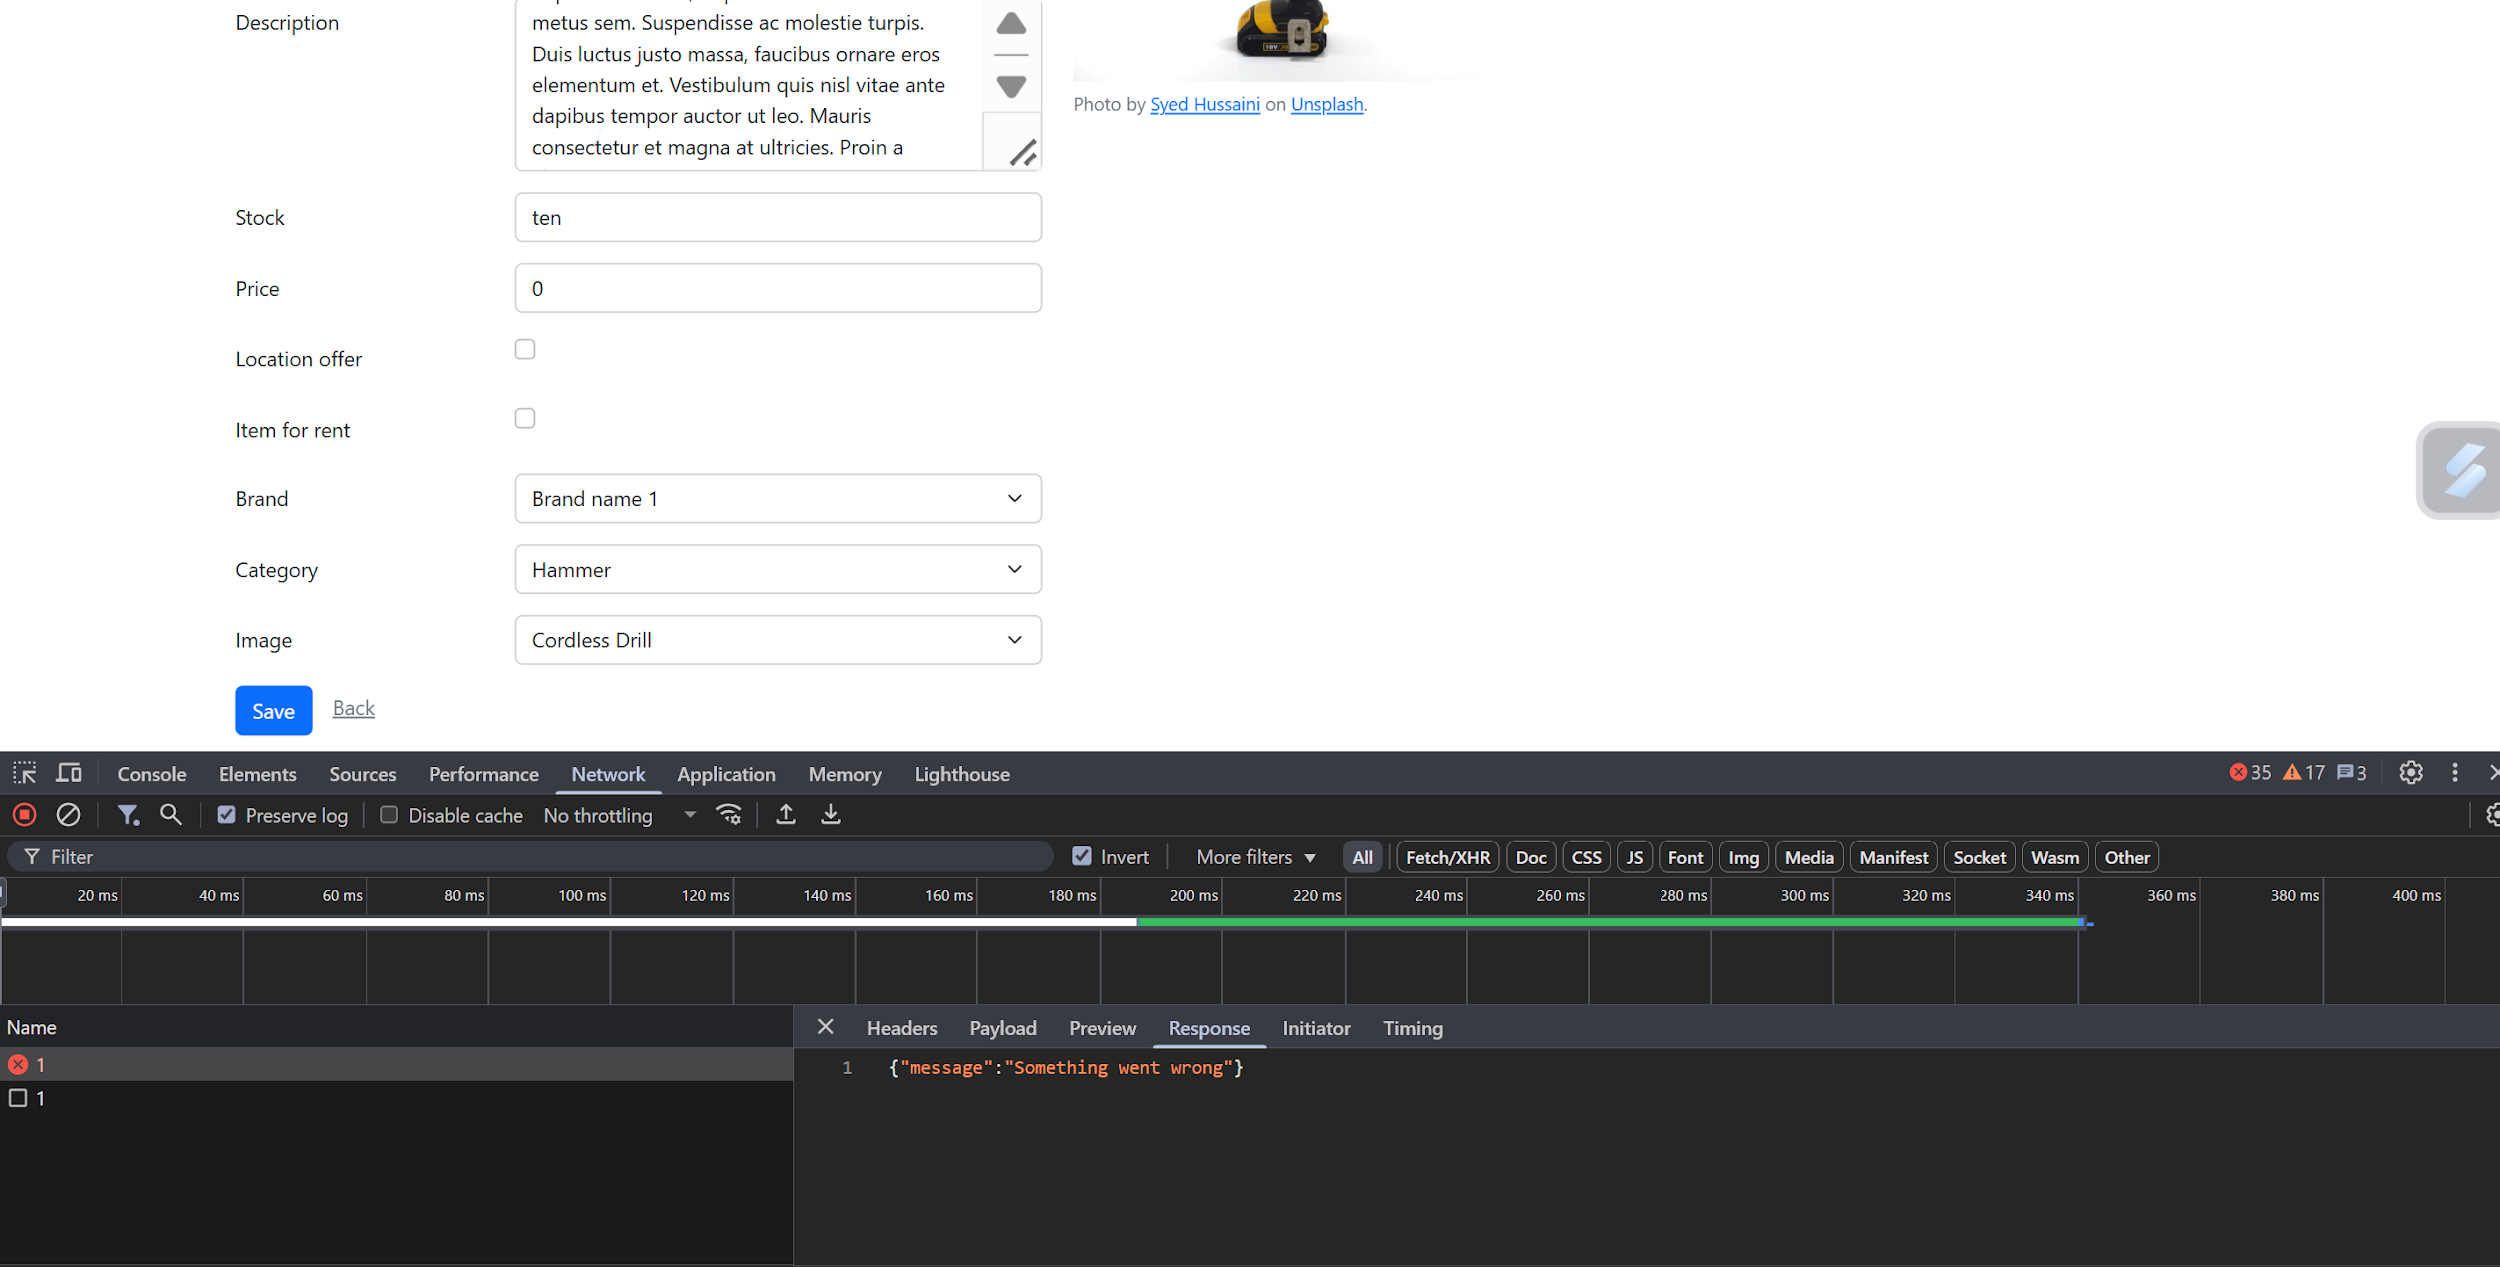 Description
metus sem. Suspendisse ac molestie turpis.
Duis luctus justo massa, faucibus ornare eros
elementum et. Vestibulum quis nisl vitae ante
dapibus tempor auctor ut leo. Mauris
consectetur et magna at ultricies. Proin a
18V
Photo by Syed Hussaini on Unsplash.
Stock
ten
Price
0
Location offer
Item for rent
Brand
Brand name 1
Category
Hammer
Image
Cordless Drill
Save Back
Console Elements Sources Performance Network Application Memory Lighthouse 35 17 3
Preserve log Disable cache No throttling
Filter Invert More filters All Fetch/XHR Doc CSS JS Font Img Media Manifest Socket Wasm Other
20 ms 40 ms 60 ms 80 ms 100 ms 120 ms 140 ms 160 ms 180 ms 200 ms 220 ms 240 ms 260 ms 280 ms 300 ms 320 ms 340 ms 360 ms 380 ms 400 ms
Name
1
1
Headers Payload Preview Response Initiator Timing
1 {"message":"Something went wrong"}